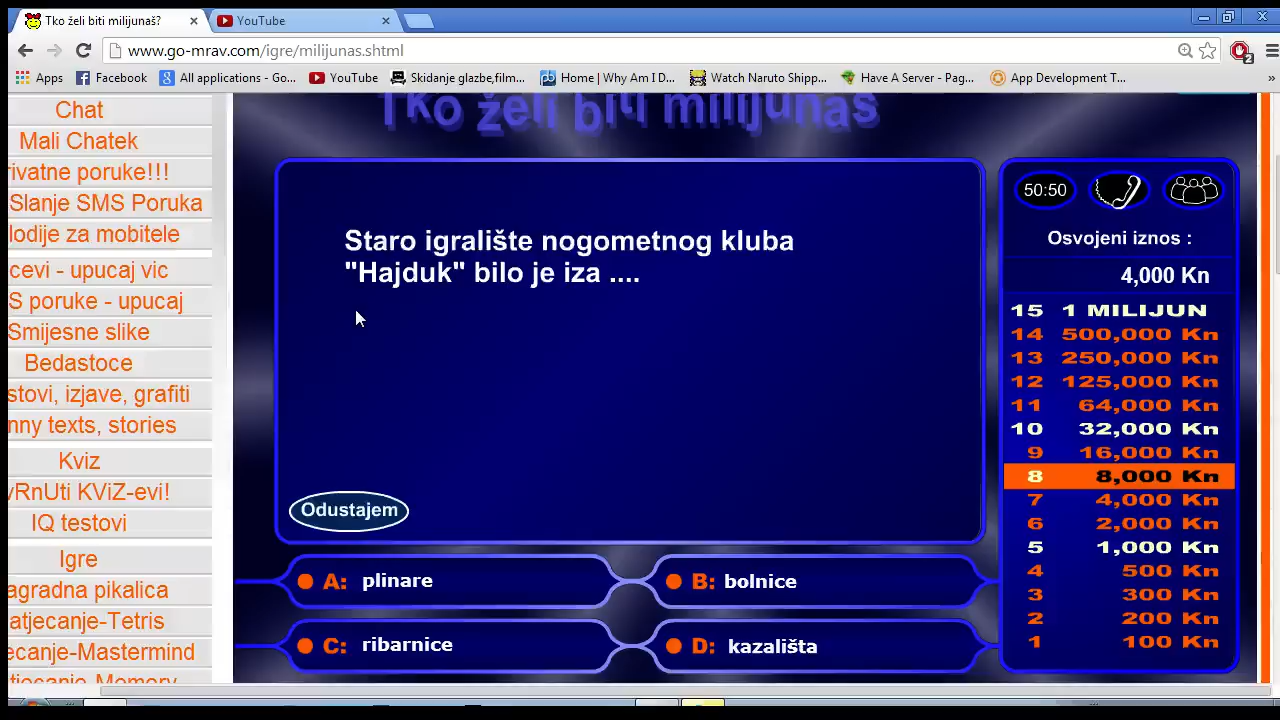 Tko želi biti milijunaš?
YouTube
www.go-mrav.com/igre/milijunas.shtml
Apps
Facebook
All applications - Go...
YouTube
Skidanje glazbe,film...
Home | Why Am I D...
Watch Naruto Shipp...
Have A Server - Pag...
App Development T...
»
2
Chat
Mali Chatek
rivatne poruke!!!
Slanje SMS Poruka
lodije za mobitele
cevi - upucaj vic
S poruke - upucaj
Smijesne slike
Bedastoce
stovi, izjave, grafiti
nny texts, stories
Kviz
vRnUti KViZ-evi!
IQ testovi
Igre
agradna pikalica
atjecanje-Tetris
ecanje-Mastermind
tjecanje-Memory
Tko želi biti milijunaš
Staro igralište nogometnog kluba
"Hajduk" bilo je iza ....
Odustajem
A: plinare
B: bolnice
C: ribarnice
D: kazališta
50:50
Osvojeni iznos :
4,000 Kn
15 1 MILIJUN
14 500,000 Kn
13 250,000 Kn
12 125,000 Kn
11 64,000 Kn
10 32,000 Kn
9 16,000 Kn
8 8,000 Kn
7 4,000 Kn
6 2,000 Kn
5 1,000 Kn
4 500 Kn
3 300 Kn
2 200 Kn
1 100 Kn